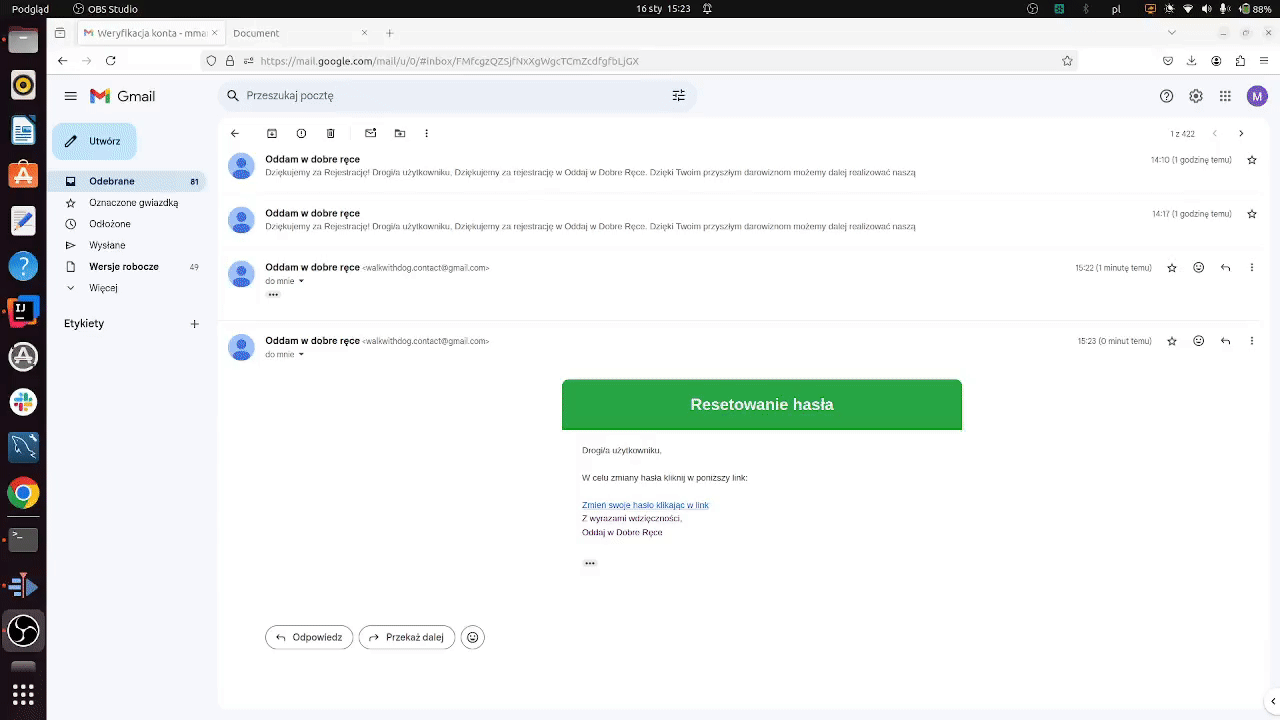 Podgląd
OBS Studio
16 sty 15:23
pl
88%
Weryfikacja konta - mma
Document
https://mail.google.com/mail/u/0/#inbox/FMfcgzQZSjfNxXgWgcTCmZcdfgfbLjGX
Gmail
Przeszukaj pocztę
M
Utwórz
1 z 422
Oddam w dobre ręce
14:10 (1 godzinę temu)
Dziękujemy za Rejestrację! Drogi/a użytkowniku, Dziękujemy za rejestrację w Oddaj w Dobre Ręce. Dzięki Twoim przyszłym darowiznom możemy dalej realizować naszą
Odebrane
81
Oznaczone gwiazdką
Oddam w dobre ręce
14:17 (1 godzinę temu)
Odłożone
Dziękujemy za Rejestrację! Drogi/a użytkowniku, Dziękujemy za rejestrację w Oddaj w Dobre Ręce. Dzięki Twoim przyszłym darowiznom możemy dalej realizować naszą
Wysłane
Wersje robocze
49
Oddam w dobre ręce <walkwithdog.contact@gmail.com>
15:22 (1 minutę temu)
do mnie
Więcej
Etykiety
Oddam w dobre ręce <walkwithdog.contact@gmail.com>
15:23 (0 minut temu)
do mnie
Resetowanie hasła
Drogi/a użytkowniku,
W celu zmiany hasła kliknij w poniższy link:
Zmień swoje hasło klikając w link
Z wyrazami wdzięczności,
Oddaj w Dobre Ręce
Odpowiedz
Przekaż dalej